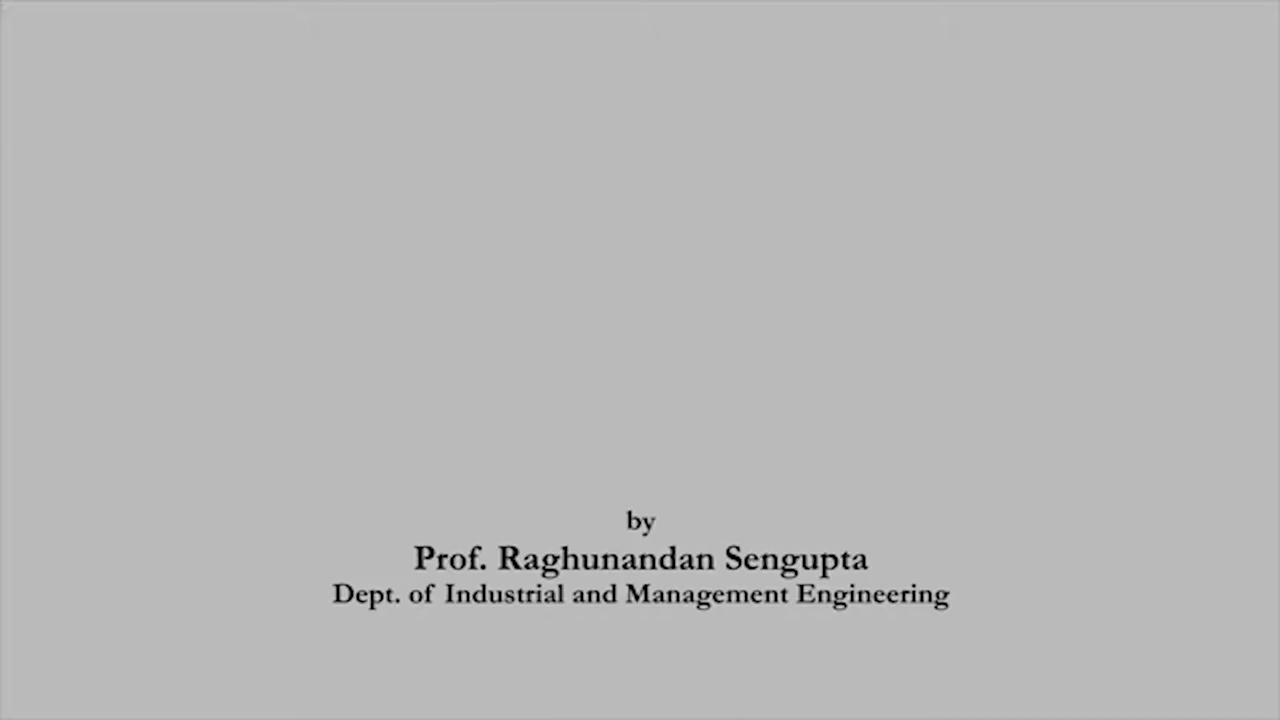 by
Prof. Raghunandan Sengupta
Dept. of Industrial and Management Engineering